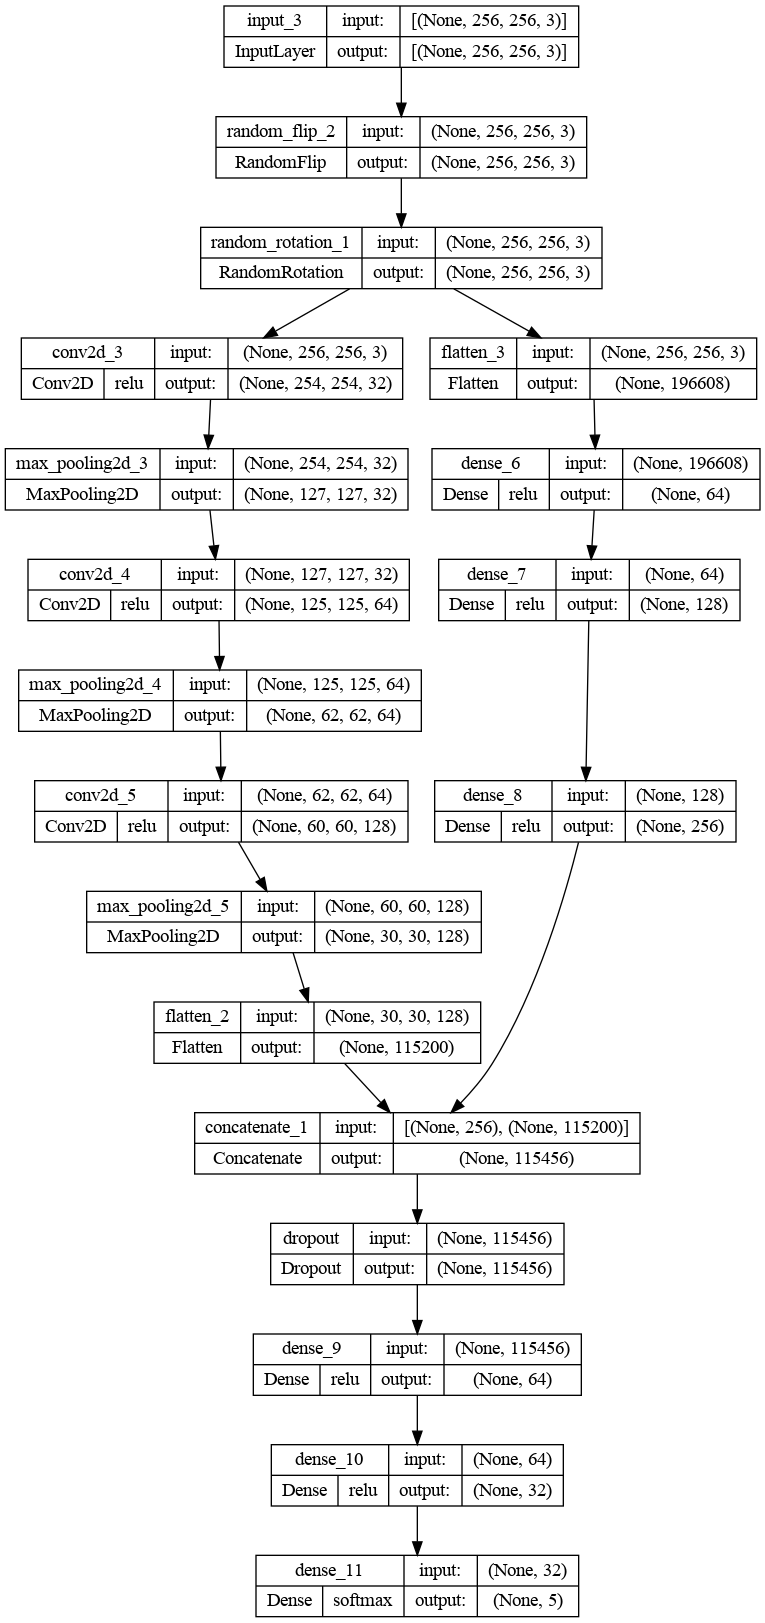 input_3 input: [(None, 256, 256, 3)]
InputLayer output: [(None, 256, 256, 3)]
random_flip_2 input: (None, 256, 256, 3)
RandomFlip output: (None, 256, 256, 3)
random_rotation_1 input: (None, 256, 256, 3)
RandomRotation output: (None, 256, 256, 3)
conv2d_3 input: (None, 256, 256, 3)
Conv2D relu output: (None, 254, 254, 32)
flatten_3 input: (None, 256, 256, 3)
Flatten output: (None, 196608)
max_pooling2d_3 input: (None, 254, 254, 32)
MaxPooling2D output: (None, 127, 127, 32)
dense_6 input: (None, 196608)
Dense relu output: (None, 64)
conv2d_4 input: (None, 127, 127, 32)
Conv2D relu output: (None, 125, 125, 64)
dense_7 input: (None, 64)
Dense relu output: (None, 128)
max_pooling2d_4 input: (None, 125, 125, 64)
MaxPooling2D output: (None, 62, 62, 64)
conv2d_5 input: (None, 62, 62, 64)
Conv2D relu output: (None, 60, 60, 128)
dense_8 input: (None, 128)
Dense relu output: (None, 256)
max_pooling2d_5 input: (None, 60, 60, 128)
MaxPooling2D output: (None, 30, 30, 128)
flatten_2 input: (None, 30, 30, 128)
Flatten output: (None, 115200)
concatenate_1 input: [(None, 256), (None, 115200)]
Concatenate output: (None, 115456)
dropout input: (None, 115456)
Dropout output: (None, 115456)
dense_9 input: (None, 115456)
Dense relu output: (None, 64)
dense_10 input: (None, 64)
Dense relu output: (None, 32)
dense_11 input: (None, 32)
Dense softmax output: (None, 5)